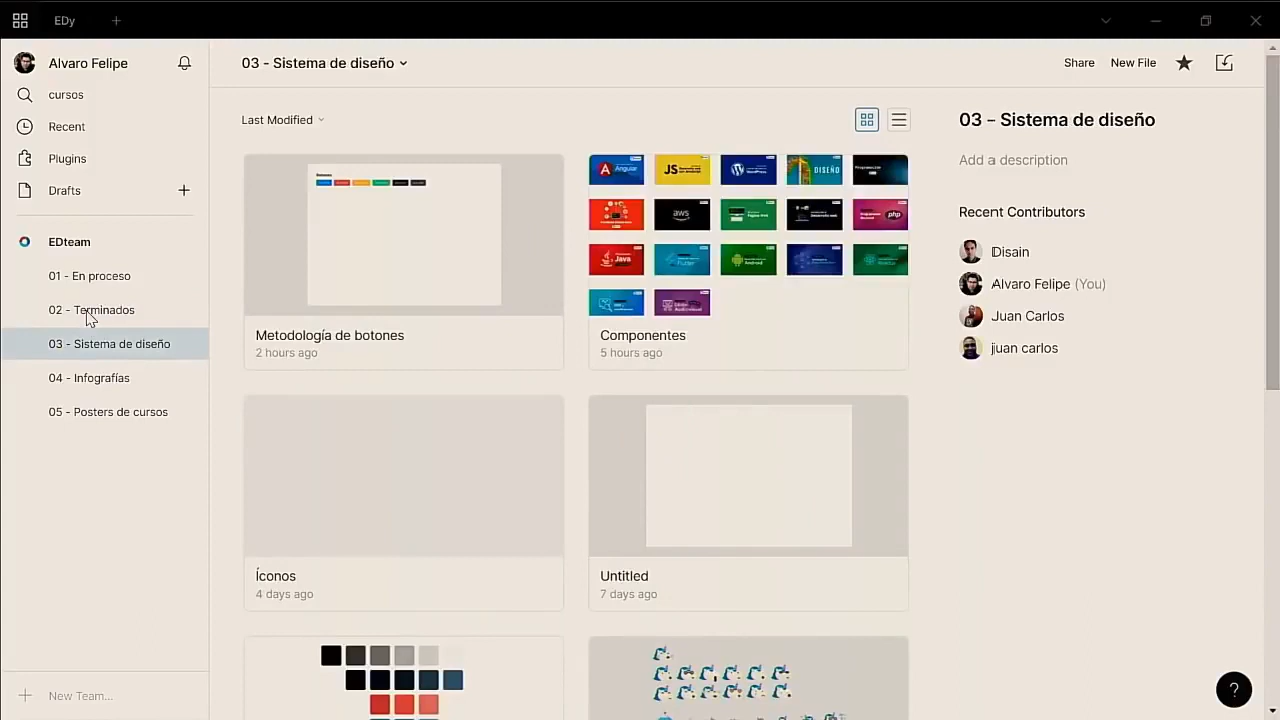 EDy
Alvaro Felipe
cursos
Recent
Plugins
Drafts
EDteam
01 - En proceso
02 - Terminados
03 - Sistema de diseño
04 - Infografías
05 - Posters de cursos
New Team...
03 - Sistema de diseño
Share
New File
Last Modified
Angular
JS
WordPress
DISEÑO
aws
php
Java
Flutter
Android
Metodología de botones
2 hours ago
Componentes
5 hours ago
Íconos
4 days ago
Untitled
7 days ago
03 - Sistema de diseño
Add a description
Recent Contributors
Disain
Alvaro Felipe (You)
Juan Carlos
juan carlos
?